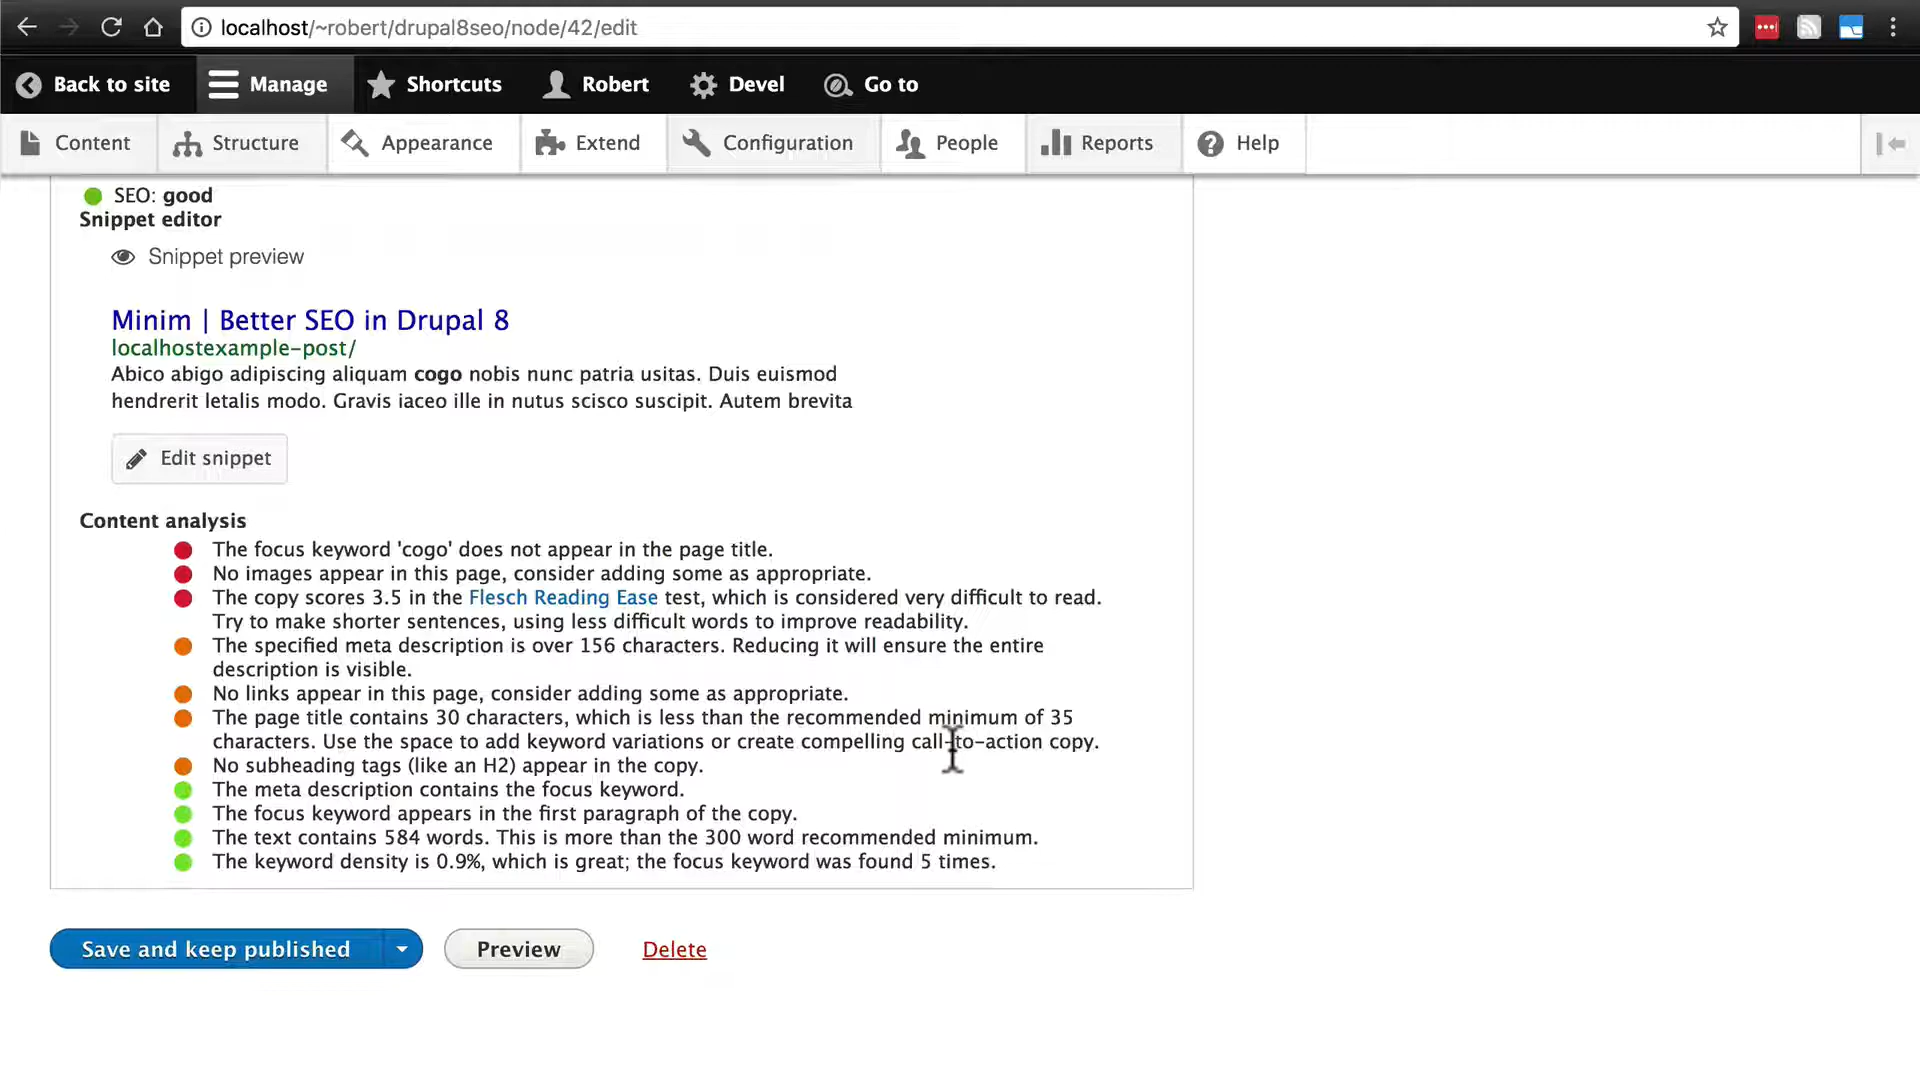 localhost/~robert/drupal8seo/node/42/edit
Back to site Manage Shortcuts Robert Devel Go to
Content Structure Appearance Extend Configuration People Reports Help
SEO: good
Snippet editor
Snippet preview
Minim | Better SEO in Drupal 8
localhostexample-post/
Abico abigo adipiscing aliquam cogo nobis nunc patria usitas. Duis euismod
hendrerit letalis modo. Gravis iaceo ille in nutus scisco suscipit. Autem brevita
Edit snippet
Content analysis
The focus keyword 'cogo' does not appear in the page title.
No images appear in this page, consider adding some as appropriate.
The copy scores 3.5 in the Flesch Reading Ease test, which is considered very difficult to read.
Try to make shorter sentences, using less difficult words to improve readability.
The specified meta description is over 156 characters. Reducing it will ensure the entire
description is visible.
No links appear in this page, consider adding some as appropriate.
The page title contains 30 characters, which is less than the recommended minimum of 35
characters. Use the space to add keyword variations or create compelling call-to-action copy.
No subheading tags (like an H2) appear in the copy.
The meta description contains the focus keyword.
The focus keyword appears in the first paragraph of the copy.
The text contains 584 words. This is more than the 300 word recommended minimum.
The keyword density is 0.9%, which is great; the focus keyword was found 5 times.
Save and keep published Preview Delete